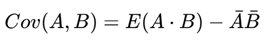 Cov(A, B) = E(A · B) − ĀB̄